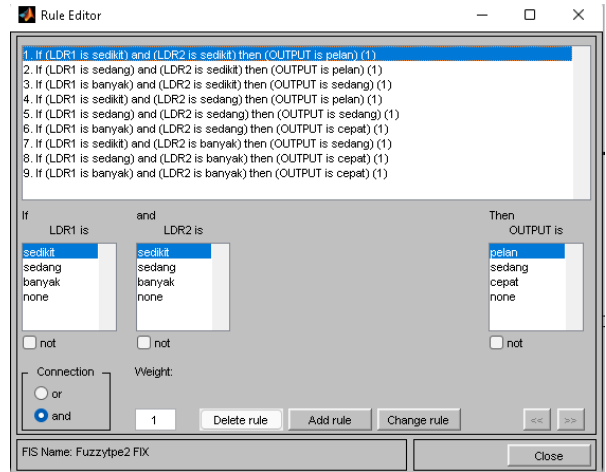 Rule Editor
1. If (LDR1 is sedikit) and (LDR2 is sedikit) then (OUTPUT is pelan) (1)
2. If (LDR1 is sedang) and (LDR2 is sedikit) then (OUTPUT is pelan) (1)
3. If (LDR1 is banyak) and (LDR2 is sedikit) then (OUTPUT is sedang) (1)
4. If (LDR1 is sedikit) and (LDR2 is sedang) then (OUTPUT is pelan) (1)
5. If (LDR1 is sedang) and (LDR2 is sedang) then (OUTPUT is sedang) (1)
6. If (LDR1 is banyak) and (LDR2 is sedang) then (OUTPUT is cepat) (1)
7. If (LDR1 is sedikit) and (LDR2 is banyak) then (OUTPUT is sedang) (1)
8. If (LDR1 is sedang) and (LDR2 is banyak) then (OUTPUT is cepat) (1)
9. If (LDR1 is banyak) and (LDR2 is banyak) then (OUTPUT is cepat) (1)
If and Then
LDR1 is LDR2 is OUTPUT is
sedikit sedikit pelan
sedang sedang sedang
banyak banyak cepat
none none none
not not not
Connection Weight:
or
and 1 Delete rule Add rule Change rule << >>
FIS Name: Fuzzytpe2 FIX Close